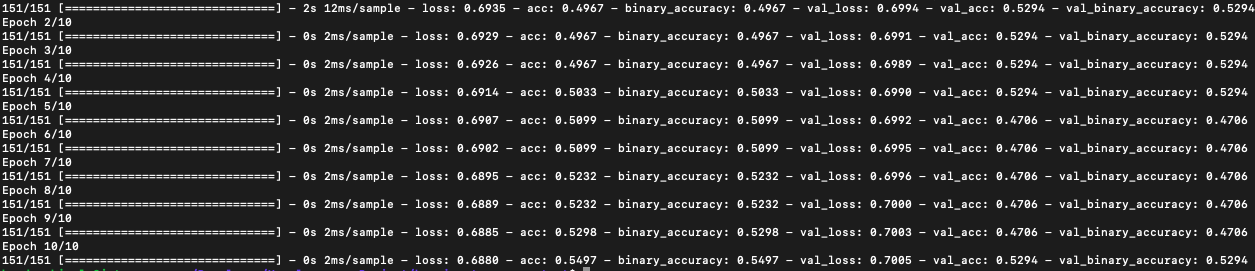 151/151 [==============================] - 2s 12ms/sample - loss: 0.6935 - acc: 0.4967 - binary_accuracy: 0.4967 - val_loss: 0.6994 - val_acc: 0.5294 - val_binary_accuracy: 0.5294
Epoch 2/10
151/151 [==============================] - 0s 2ms/sample - loss: 0.6929 - acc: 0.4967 - binary_accuracy: 0.4967 - val_loss: 0.6991 - val_acc: 0.5294 - val_binary_accuracy: 0.5294
Epoch 3/10
151/151 [==============================] - 0s 2ms/sample - loss: 0.6926 - acc: 0.4967 - binary_accuracy: 0.4967 - val_loss: 0.6989 - val_acc: 0.5294 - val_binary_accuracy: 0.5294
Epoch 4/10
151/151 [==============================] - 0s 2ms/sample - loss: 0.6914 - acc: 0.5033 - binary_accuracy: 0.5033 - val_loss: 0.6990 - val_acc: 0.5294 - val_binary_accuracy: 0.5294
Epoch 5/10
151/151 [==============================] - 0s 2ms/sample - loss: 0.6907 - acc: 0.5099 - binary_accuracy: 0.5099 - val_loss: 0.6992 - val_acc: 0.4706 - val_binary_accuracy: 0.4706
Epoch 6/10
151/151 [==============================] - 0s 2ms/sample - loss: 0.6902 - acc: 0.5099 - binary_accuracy: 0.5099 - val_loss: 0.6995 - val_acc: 0.4706 - val_binary_accuracy: 0.4706
Epoch 7/10
151/151 [==============================] - 0s 2ms/sample - loss: 0.6895 - acc: 0.5232 - binary_accuracy: 0.5232 - val_loss: 0.6996 - val_acc: 0.4706 - val_binary_accuracy: 0.4706
Epoch 8/10
151/151 [==============================] - 0s 2ms/sample - loss: 0.6889 - acc: 0.5232 - binary_accuracy: 0.5232 - val_loss: 0.7000 - val_acc: 0.4706 - val_binary_accuracy: 0.4706
Epoch 9/10
151/151 [==============================] - 0s 2ms/sample - loss: 0.6885 - acc: 0.5298 - binary_accuracy: 0.5298 - val_loss: 0.7003 - val_acc: 0.4706 - val_binary_accuracy: 0.4706
Epoch 10/10
151/151 [==============================] - 0s 2ms/sample - loss: 0.6880 - acc: 0.5497 - binary_accuracy: 0.5497 - val_loss: 0.7005 - val_acc: 0.5294 - val_binary_accuracy: 0.5294